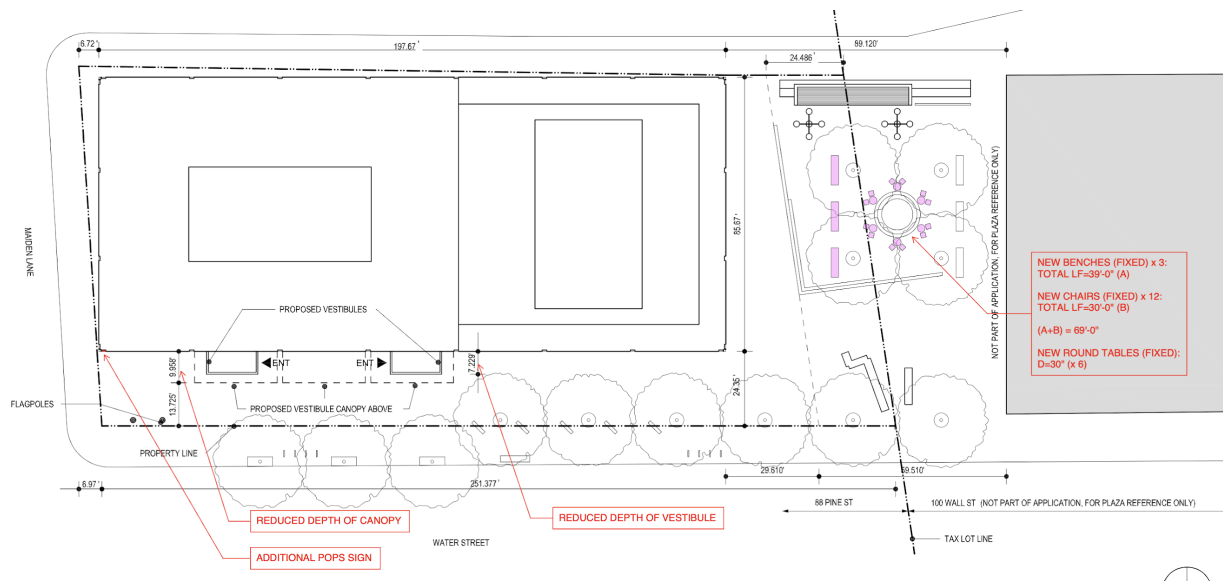 6.72'
197.67'
89.120'
24.486'
MAIDEN LANE
85.67'
NOT PART OF APPLICATION, FOR PLAZA REFERENCE ONLY)
NEW BENCHES (FIXED) x 3:
TOTAL LF=39'-0" (A)
NEW CHAIRS (FIXED) x 12:
TOTAL LF=30'-0" (B)
(A+B) = 69'-0"
NEW ROUND TABLES (FIXED):
D=30" (x 6)
PROPOSED VESTIBULES
ENT
ENT
9.958'
7.229'
13.725'
24.35'
FLAGPOLES
PROPOSED VESTIBULE CANOPY ABOVE
PROPERTY LINE
29.610'
59.510'
6.97'
251.377'
88 PINE ST
100 WALL ST (NOT PART OF APPLICATION, FOR PLAZA REFERENCE ONLY)
REDUCED DEPTH OF CANOPY
REDUCED DEPTH OF VESTIBULE
WATER STREET
TAX LOT LINE
ADDITIONAL POPS SIGN